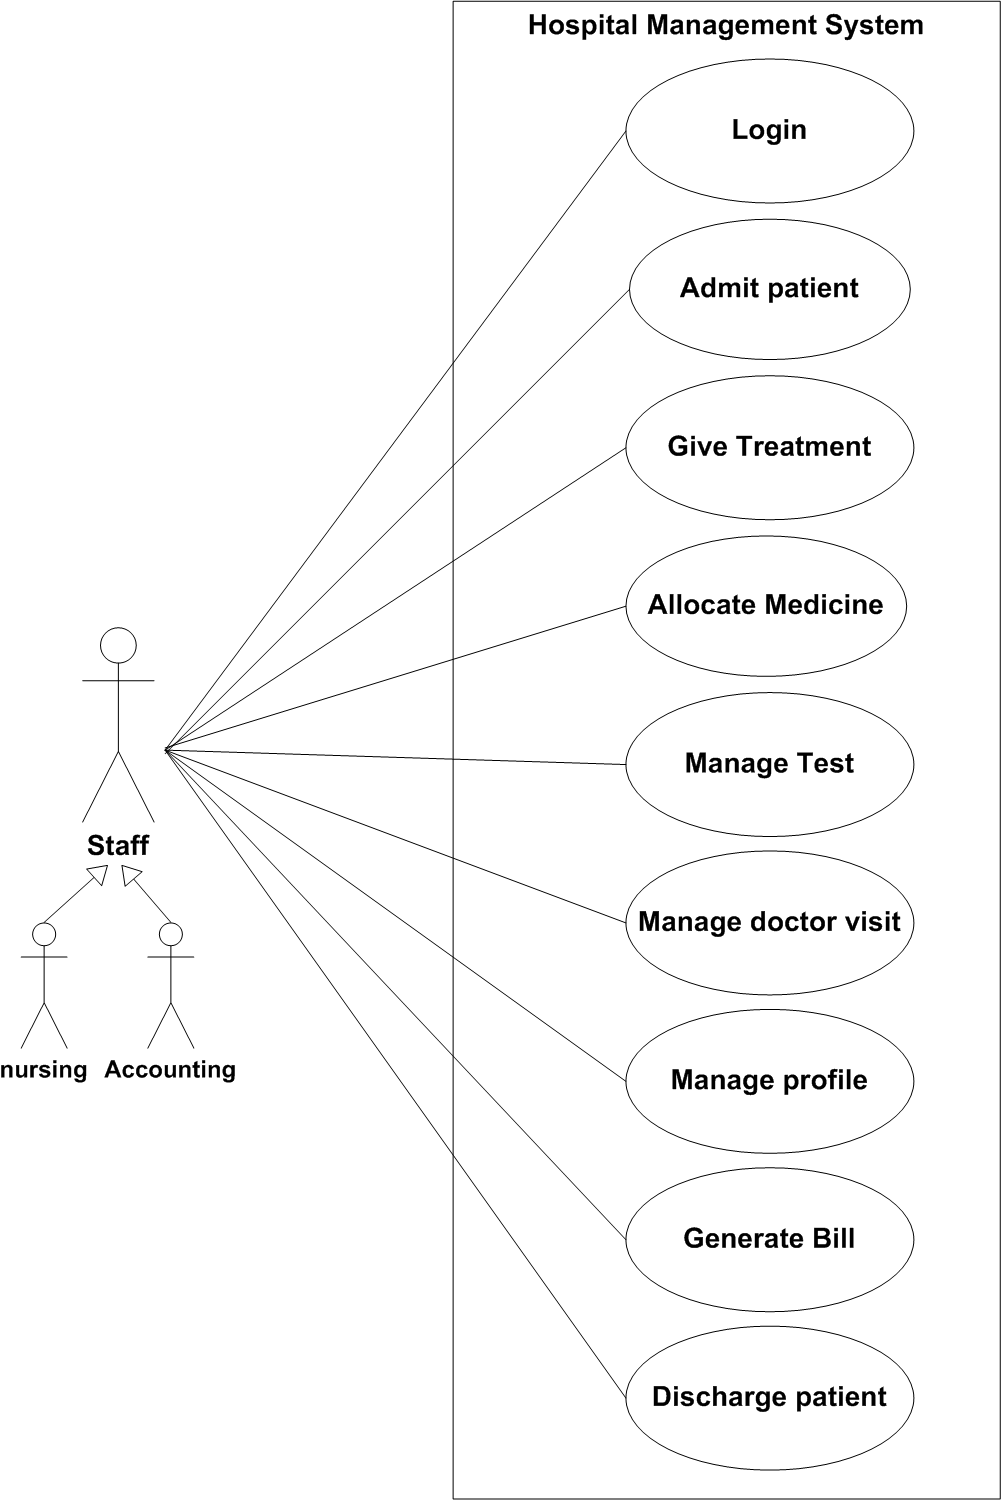 Hospital Management System
Login
Admit patient
Give Treatment
Allocate Medicine
Manage Test
Staff
Manage doctor visit
nursing
Accounting
Manage profile
Generate Bill
Discharge patient